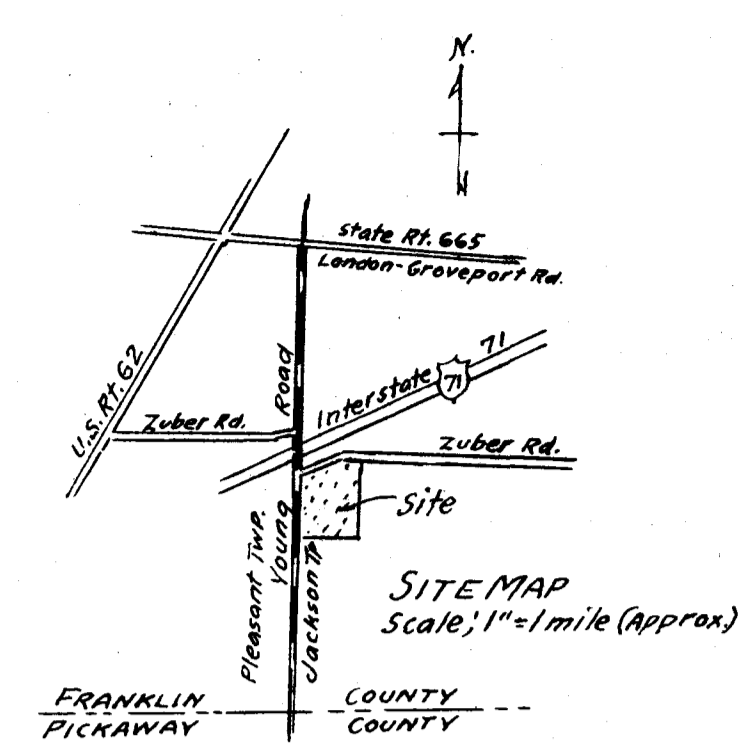 N.
State Rt. 665
London-Groveport Rd.
U.S. Rt. 62
Road
Interstate 71
71
Zuber Rd.
Zuber Rd.
Site
Pleasant Twp.
Young
Jackson Tp
SITE MAP
Scale; 1"=1 mile (Approx.)
FRANKLIN COUNTY
PICKAWAY COUNTY